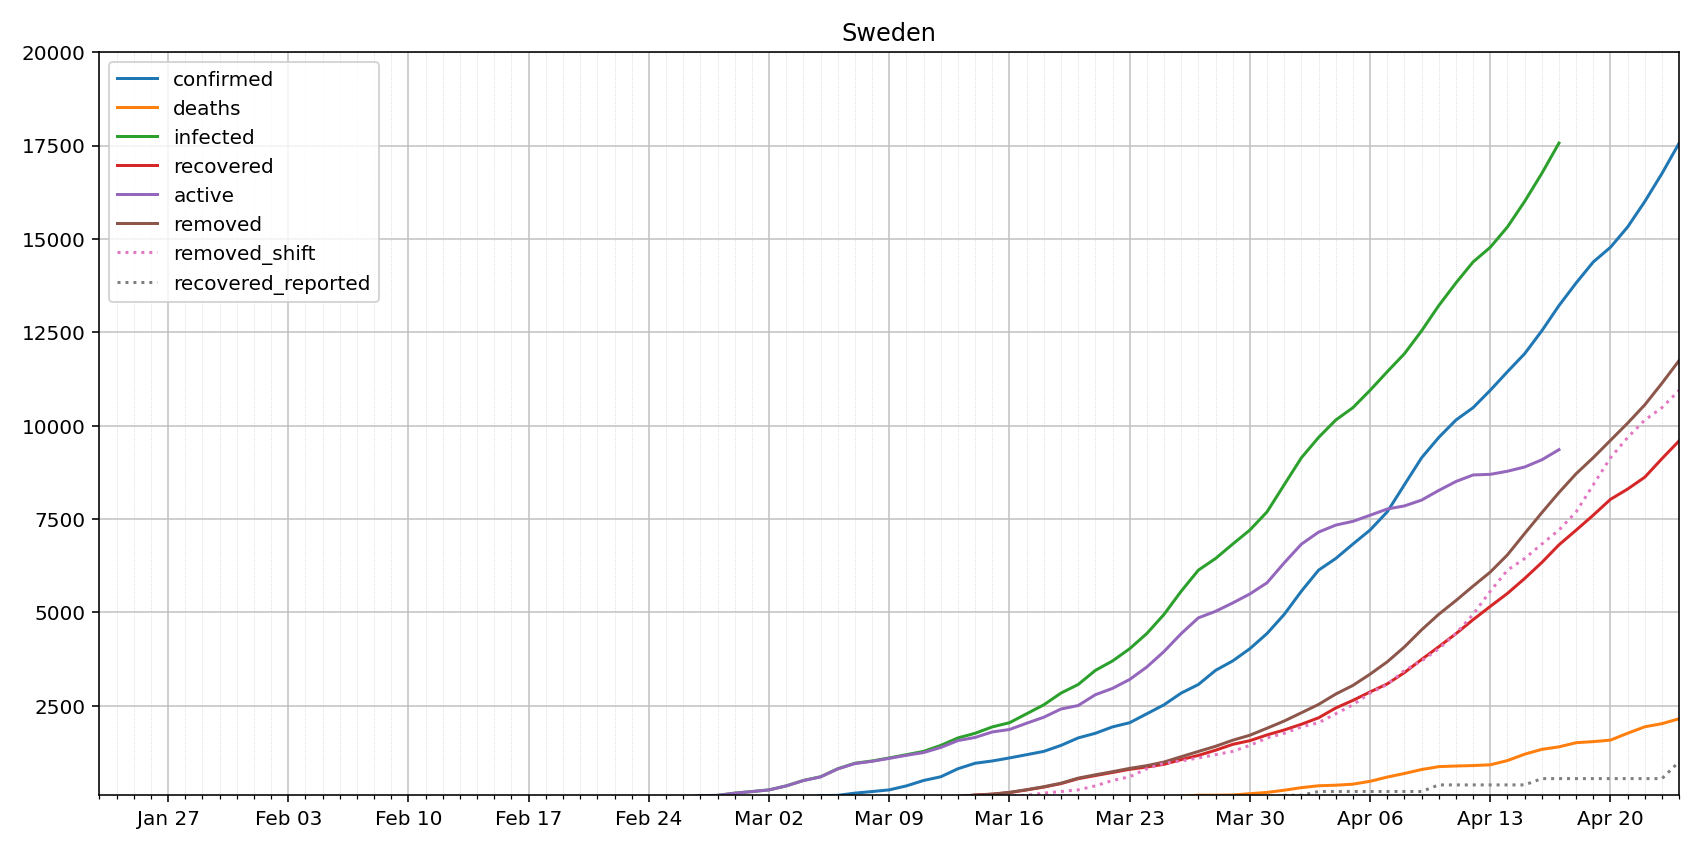 Sweden
20000
17500
15000
12500
10000
7500
5000
2500
confirmed
deaths
infected
recovered
active
removed
removed_shift
recovered_reported
Jan 27 Feb 03 Feb 10 Feb 17 Feb 24 Mar 02 Mar 09 Mar 16 Mar 23 Mar 30 Apr 06 Apr 13 Apr 20